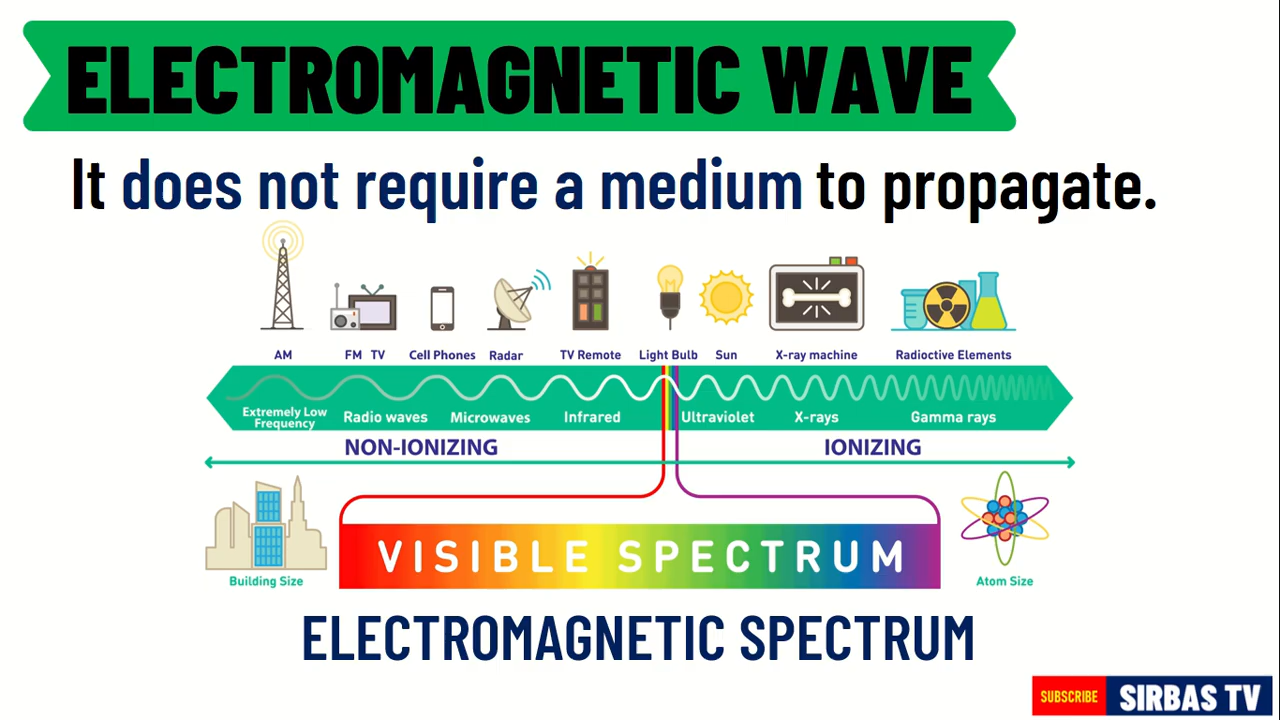 ELECTROMAGNETIC WAVE
It does not require a medium to propagate.
AM FM TV Cell Phones Radar TV Remote Light Bulb Sun X-ray machine Radioctive Elements
Extremely Low
Frequency
Radio waves Microwaves Infrared Ultraviolet X-rays Gamma rays
NON-IONIZING IONIZING
VISIBLE SPECTRUM
Building Size Atom Size
ELECTROMAGNETIC SPECTRUM
SUBSCRIBE SIRBAS TV